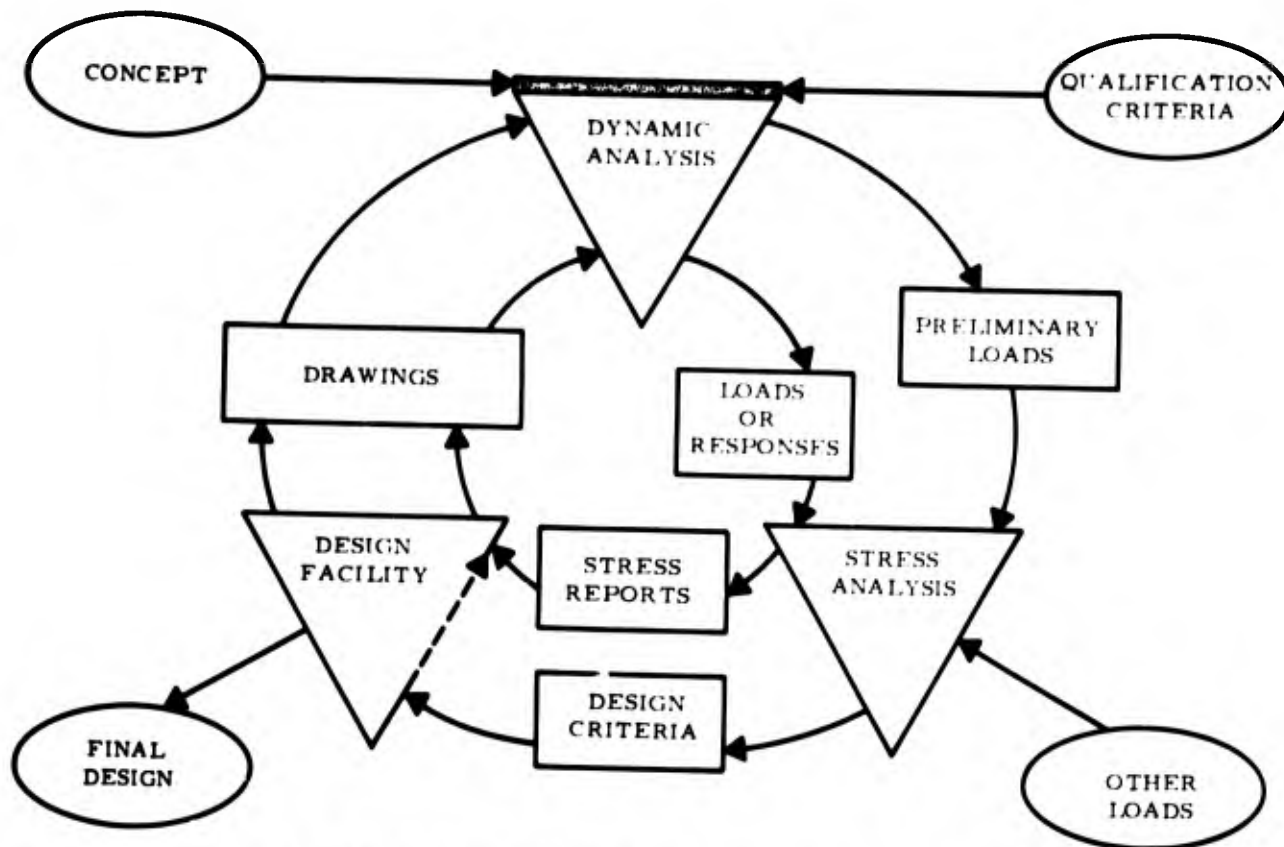 CONCEPT
QUALIFICATION
CRITERIA
DYNAMIC
ANALYSIS
PRELIMINARY
LOADS
DRAWINGS
LOADS
OR
RESPONSES
DESIGN
FACILITY
STRESS
REPORTS
STRESS
ANALYSIS
DESIGN
CRITERIA
FINAL
DESIGN
OTHER
LOADS